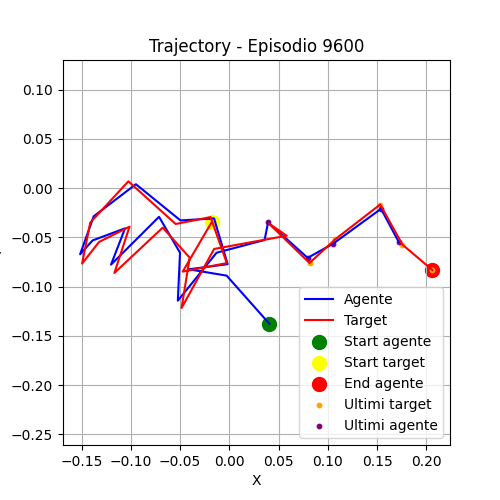 Trajectory - Episodio 9600
0.10
0.05
0.00
−0.05
−0.10
−0.15
−0.20
−0.25
Agente
Target
Start agente
Start target
End agente
Ultimi target
Ultimi agente
−0.15 −0.10 −0.05 0.00 0.05 0.10 0.15 0.20
X